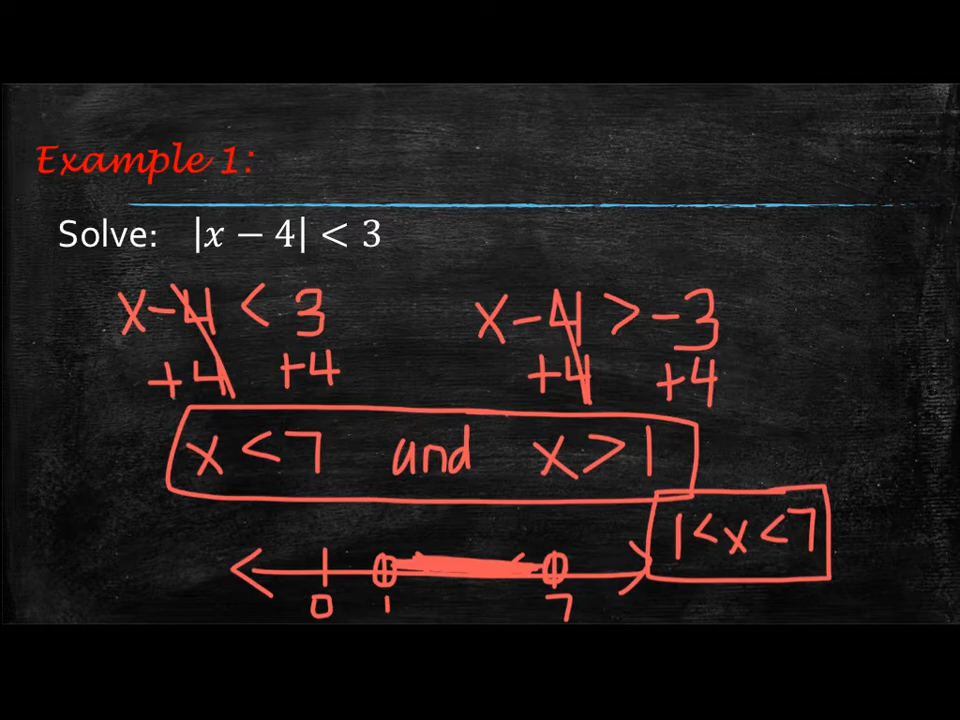 Example 1:
Solve: |x − 4| < 3
x-4 < 3 x-4 > -3
+4 +4 +4 +4
x < 7 and x > 1
1 < x < 7
0 1 7